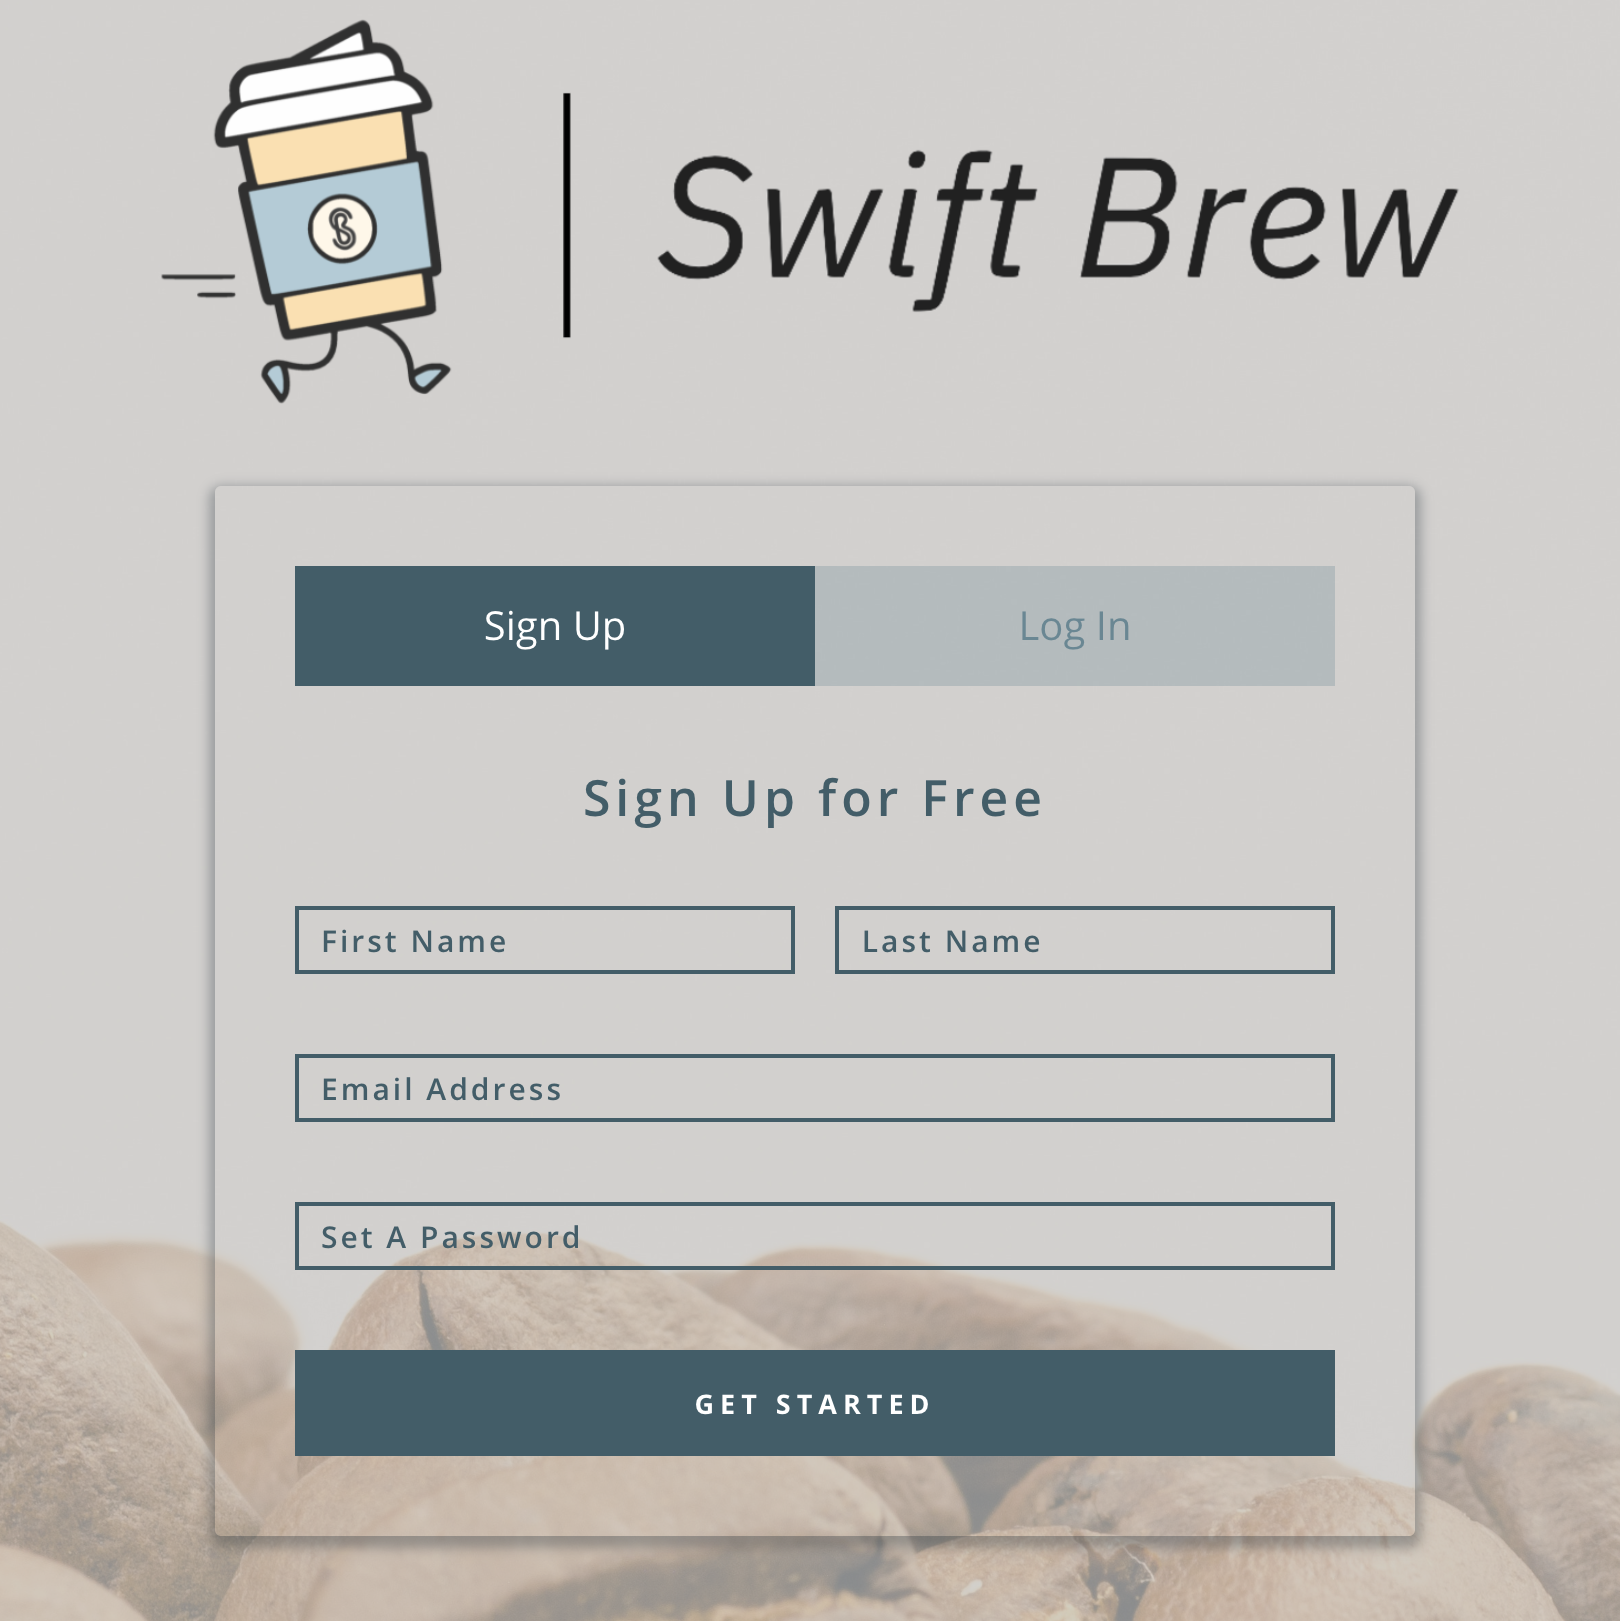 Swift Brew
Sign Up
Log In
Sign Up for Free
First Name
Last Name
Email Address
Set A Password
GET STARTED